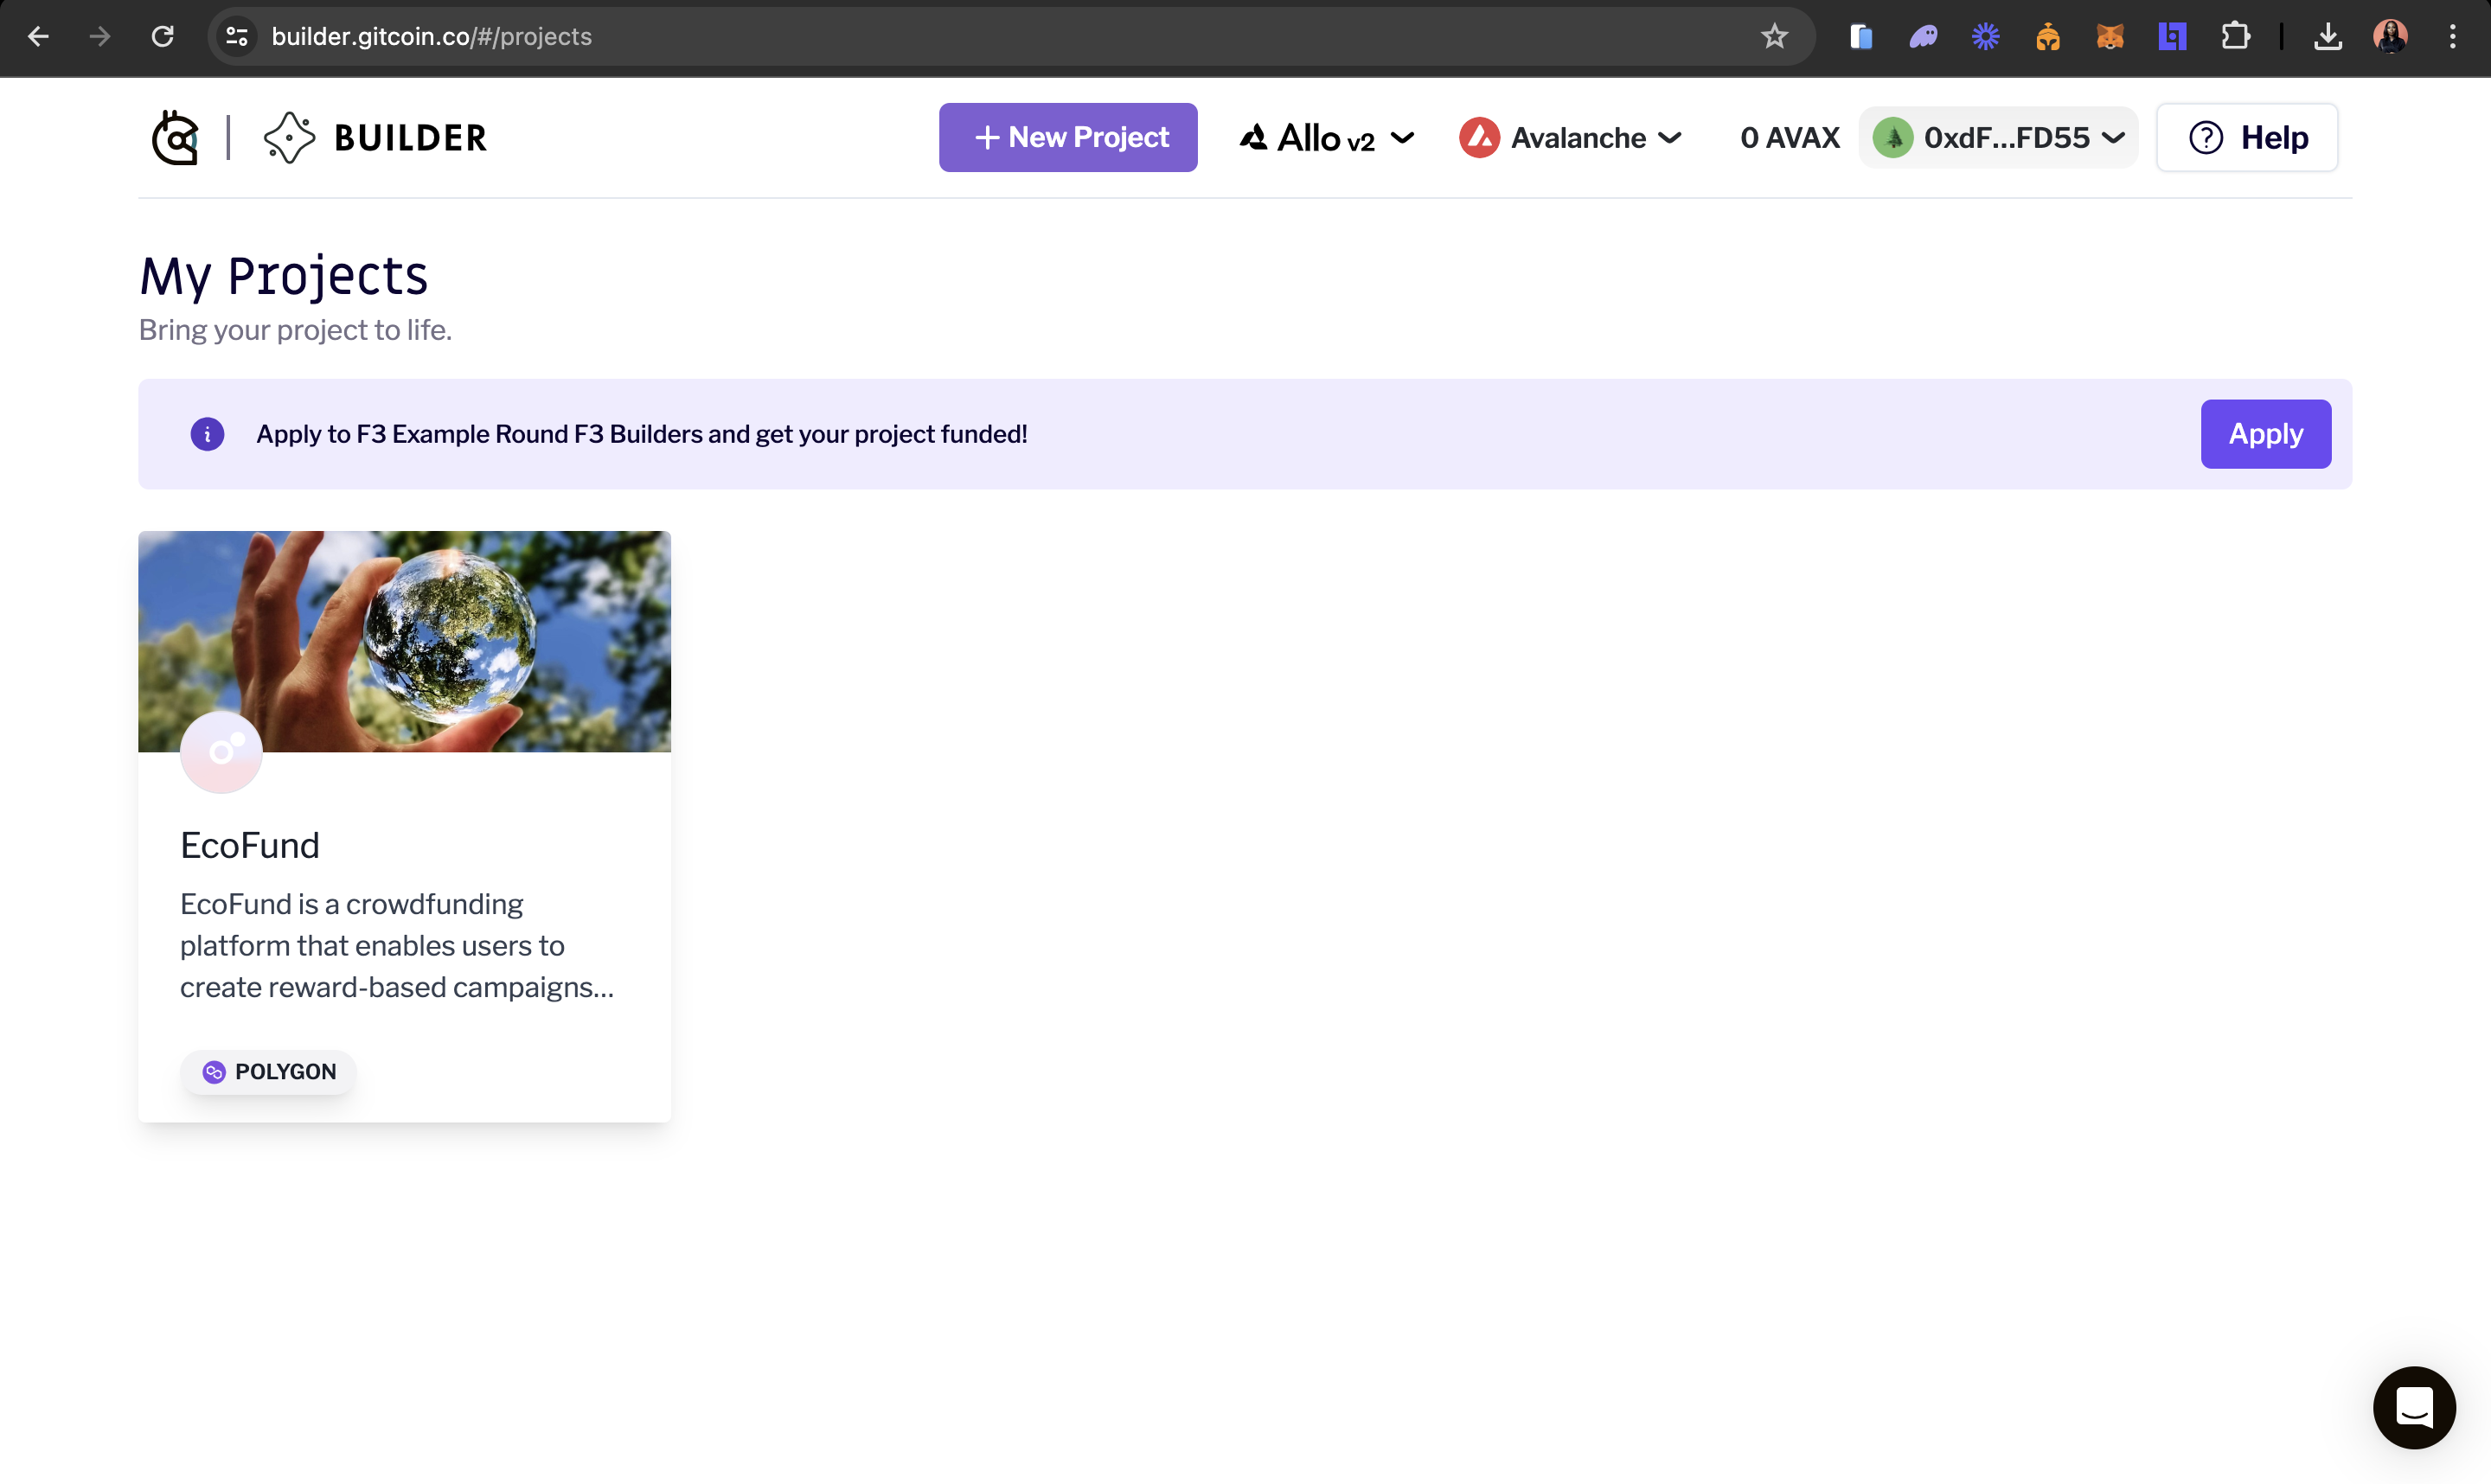 builder.gitcoin.co/#/projects
BUILDER
New Project
Allo v2
Avalanche
0 AVAX
0xdF...FD55
Help
My Projects
Bring your project to life.
Apply to F3 Example Round F3 Builders and get your project funded!
Apply
EcoFund
EcoFund is a crowdfunding
platform that enables users to
create reward-based campaigns...
POLYGON